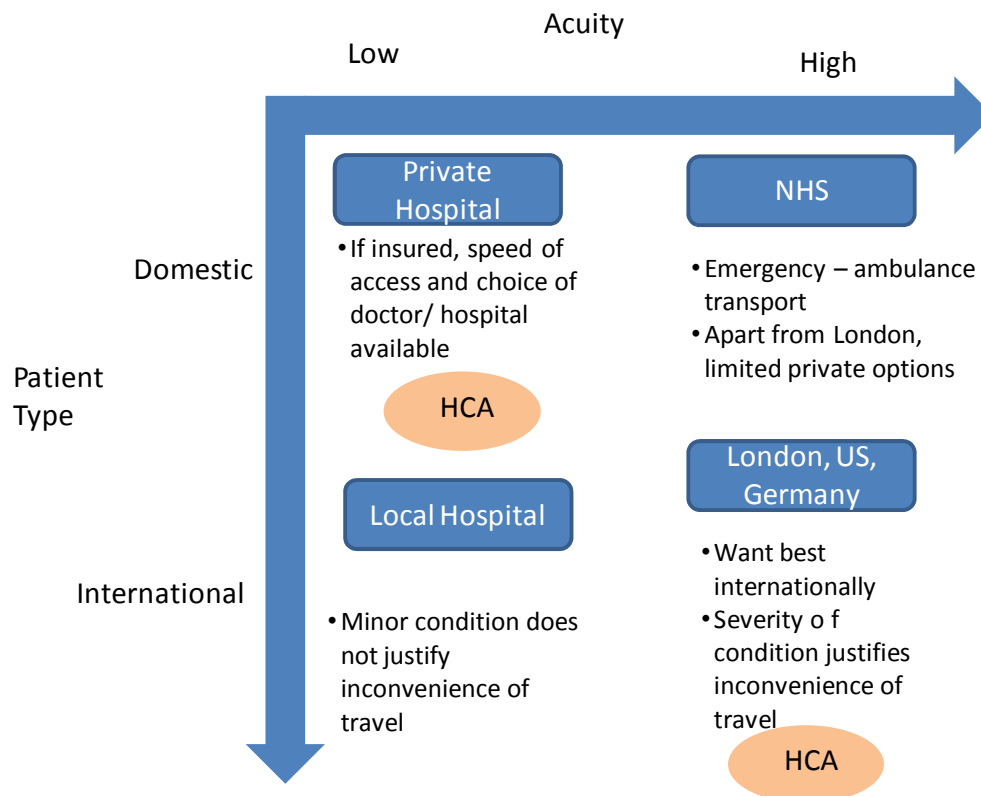 Acuity
Low
High
Private
Hospital
NHS
Domestic
• If insured, speed of
access and choice of
doctor/ hospital
available
• Emergency – ambulance
transport
• Apart from London,
limited private options
Patient
Type
HCA
Local Hospital
London, US,
Germany
International
• Minor condition does
not justify
inconvenience of
travel
• Want best
internationally
• Severity o f
condition justifies
inconvenience of
travel
HCA